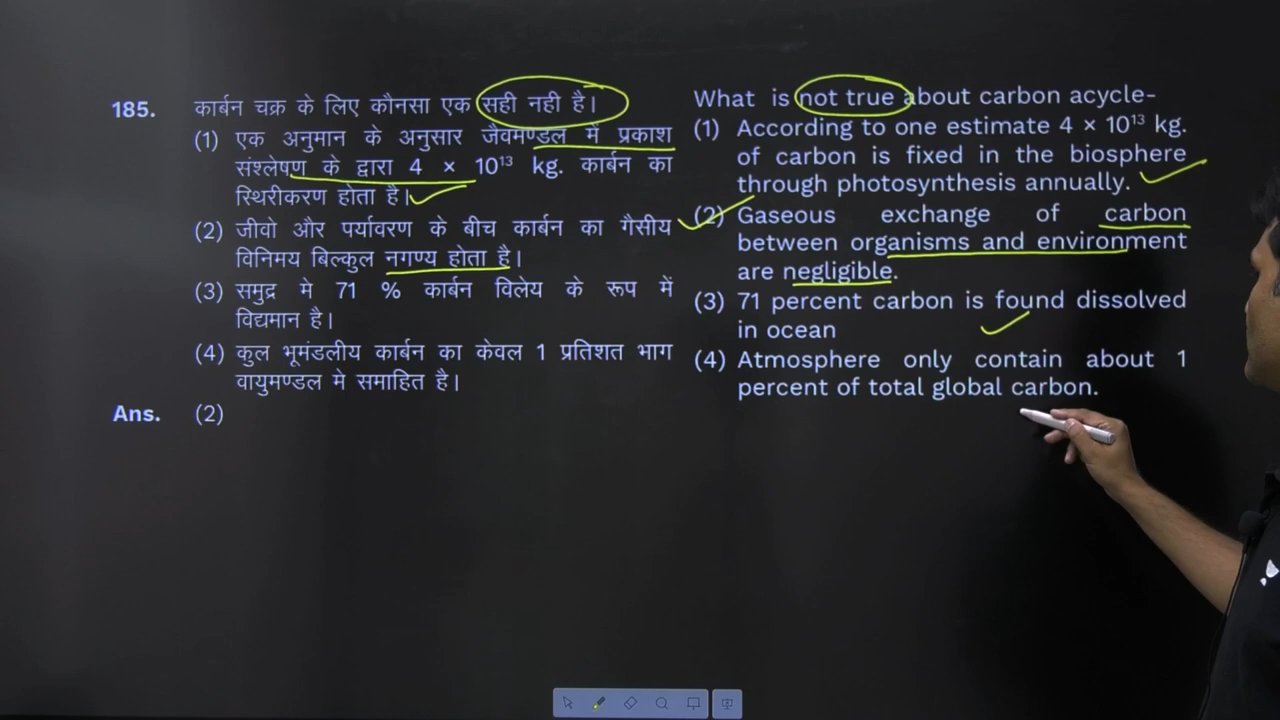 185. कार्बन चक्र के लिए कौनसा एक सही नही है।
(1) एक अनुमान के अनुसार जैवमण्डल में प्रकाश
संश्लेषण के द्वारा 4 × 10¹³ kg. कार्बन का
स्थिरीकरण होता है।
(2) जीवो और पर्यावरण के बीच कार्बन का गैसीय
विनिमय बिल्कुल नगण्य होता है।
(3) समुद्र मे 71 % कार्बन विलेय के रूप में
विद्यमान है।
(4) कुल भूमंडलीय कार्बन का केवल 1 प्रतिशत भाग
वायुमण्डल मे समाहित है।
Ans. (2)
What is not true about carbon acycle-
(1) According to one estimate 4 × 10¹³ kg.
of carbon is fixed in the biosphere
through photosynthesis annually.
(2) Gaseous exchange of carbon
between organisms and environment
are negligible.
(3) 71 percent carbon is found dissolved
in ocean
(4) Atmosphere only contain about 1
percent of total global carbon.